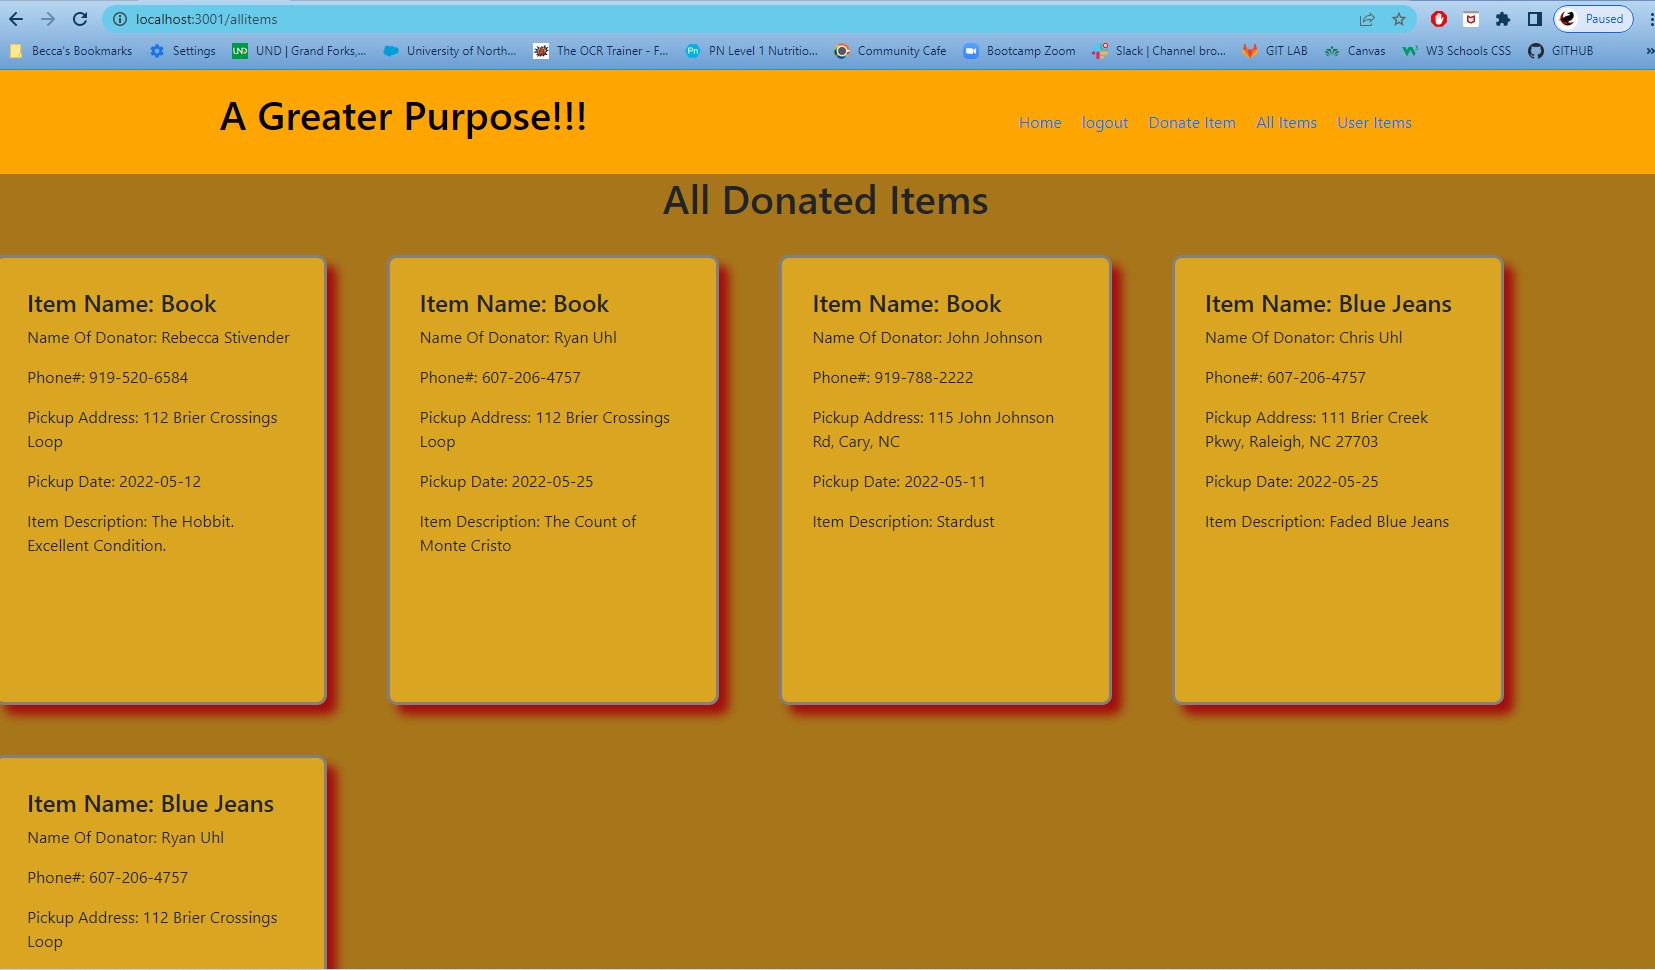 localhost:3001/allitems
Paused
Becca's Bookmarks Settings UND | Grand Forks,... University of North... The OCR Trainer - F... PN Level 1 Nutritio... Community Cafe Bootcamp Zoom Slack | Channel bro... GIT LAB Canvas W3 Schools CSS GITHUB »
A Greater Purpose!!!
Home logout Donate Item All Items User Items
All Donated Items
Item Name: Book
Name Of Donator: Rebecca Stivender
Phone#: 919-520-6584
Pickup Address: 112 Brier Crossings
Loop
Pickup Date: 2022-05-12
Item Description: The Hobbit.
Excellent Condition.
Item Name: Book
Name Of Donator: Ryan Uhl
Phone#: 607-206-4757
Pickup Address: 112 Brier Crossings
Loop
Pickup Date: 2022-05-25
Item Description: The Count of
Monte Cristo
Item Name: Book
Name Of Donator: John Johnson
Phone#: 919-788-2222
Pickup Address: 115 John Johnson
Rd, Cary, NC
Pickup Date: 2022-05-11
Item Description: Stardust
Item Name: Blue Jeans
Name Of Donator: Chris Uhl
Phone#: 607-206-4757
Pickup Address: 111 Brier Creek
Pkwy, Raleigh, NC 27703
Pickup Date: 2022-05-25
Item Description: Faded Blue Jeans
Item Name: Blue Jeans
Name Of Donator: Ryan Uhl
Phone#: 607-206-4757
Pickup Address: 112 Brier Crossings
Loop